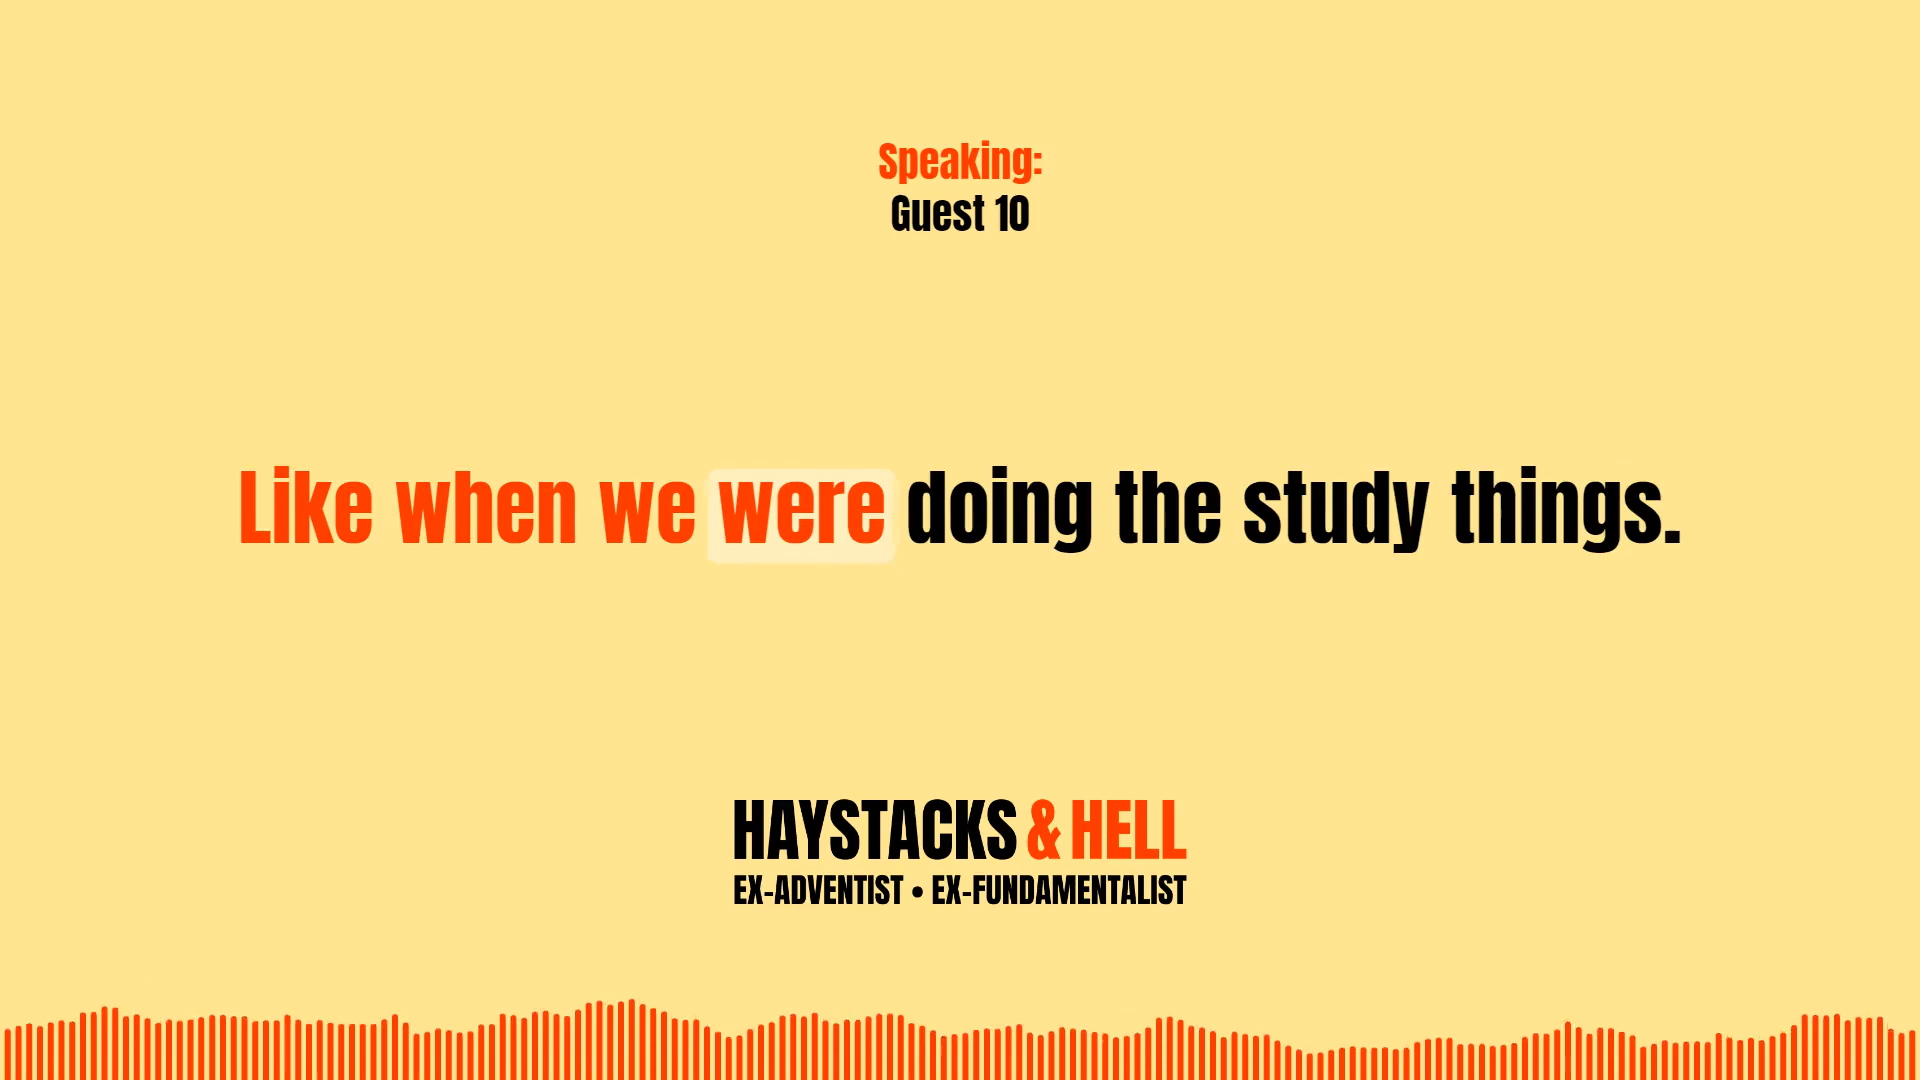 Speaking:
Guest 10
Like when we were doing the study things.
HAYSTACKS & HELL
EX-ADVENTIST • EX-FUNDAMENTALIST